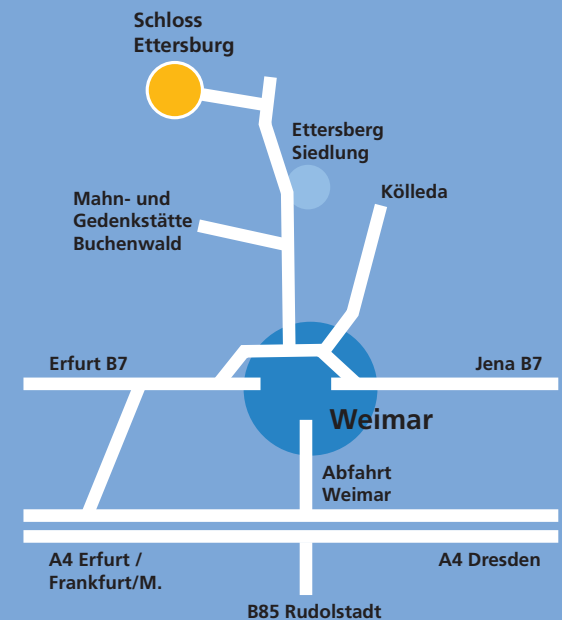 Schloss
Ettersburg
Ettersberg
Siedlung
Mahn- und
Gedenkstätte
Buchenwald
Kölleda
Erfurt B7
Jena B7
Weimar
Abfahrt
Weimar
A4 Erfurt /
Frankfurt/M.
A4 Dresden
B85 Rudolstadt